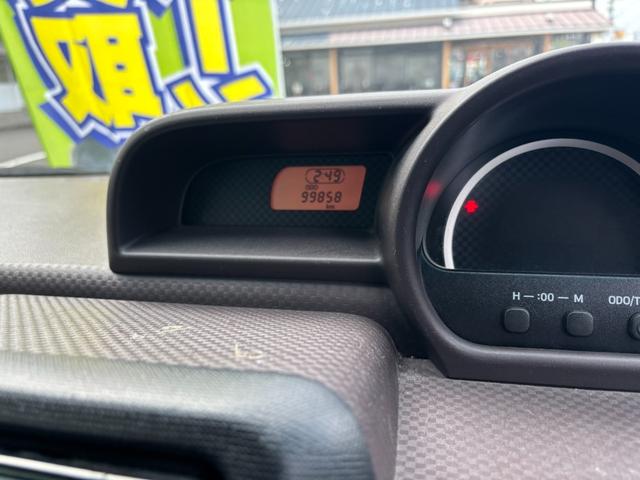 2:49
ODO
99858
km
H — :00 — M
ODO/T